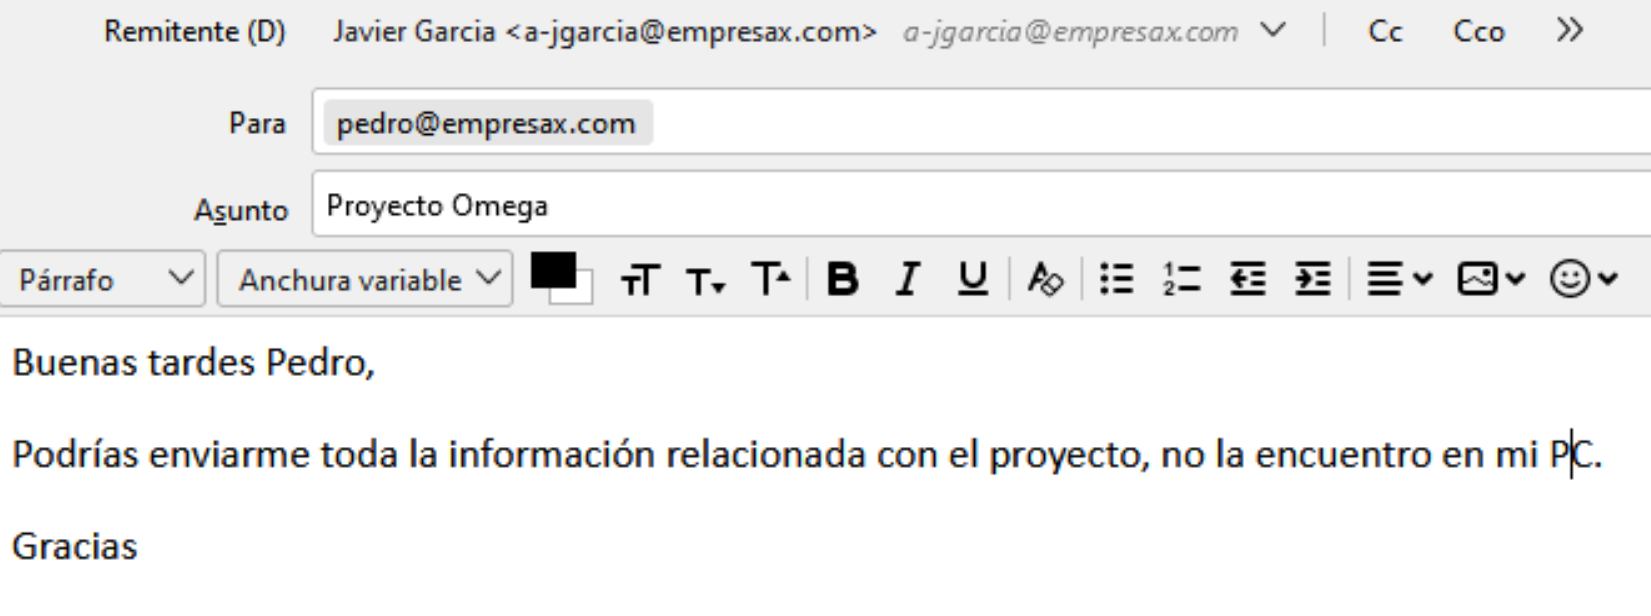 Remitente (D) Javier Garcia <a-jgarcia@empresax.com> a-jgarcia@empresax.com Cc Cco
Para pedro@empresax.com
Asunto Proyecto Omega
Párrafo Anchura variable
Buenas tardes Pedro,
Podrías enviarme toda la información relacionada con el proyecto, no la encuentro en mi PC.
Gracias